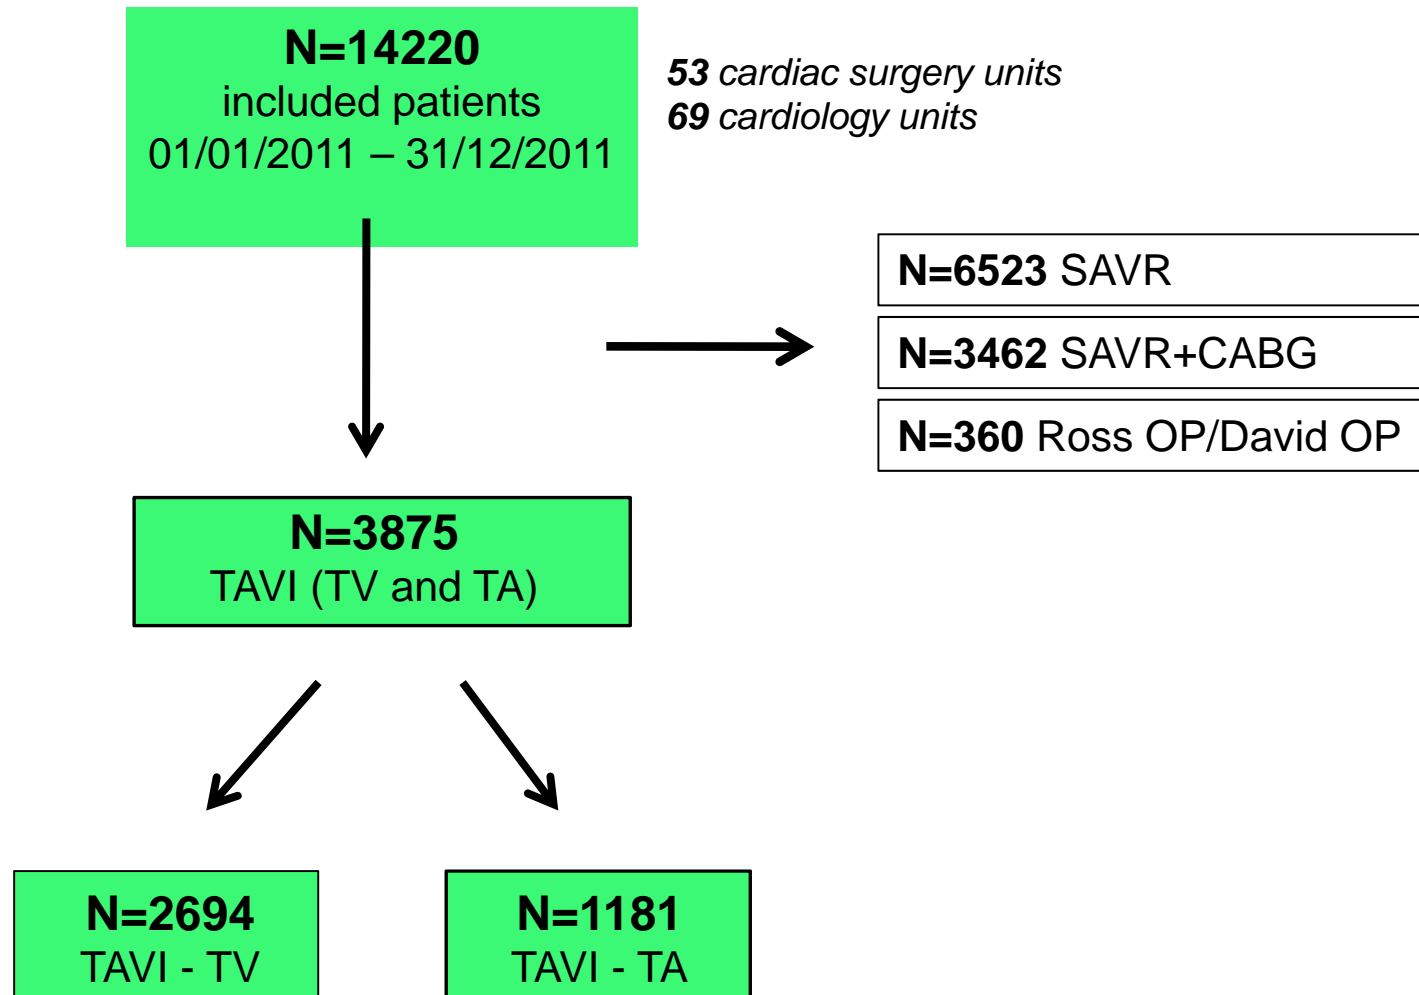 N=14220
included patients
01/01/2011 – 31/12/2011
53 cardiac surgery units
69 cardiology units
N=6523 SAVR
N=3462 SAVR+CABG
N=360 Ross OP/David OP
N=3875
TAVI (TV and TA)
N=2694
TAVI - TV
N=1181
TAVI - TA